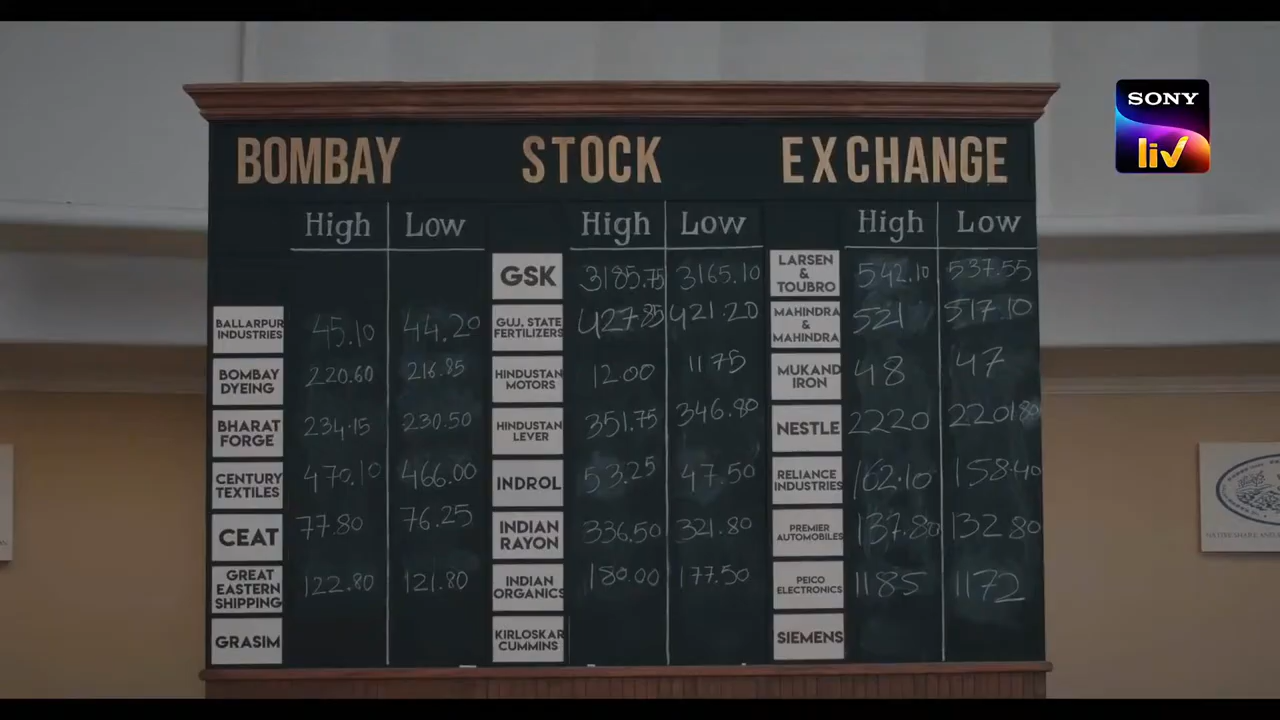 SONY
liv
BOMBAY STOCK EXCHANGE
High Low High Low High Low
GSK 3185.75 3165.10
LARSEN & TOUBRO 542.10 537.55
BALLARPUR INDUSTRIES 45.10 44.20
GUJ. STATE FERTILIZERS 427.85 421.20
MAHINDRA & MAHINDRA 521 517.10
BOMBAY DYEING 220.60 216.85
HINDUSTAN MOTORS 12.00 11.75
MUKAND IRON 48 47
BHARAT FORGE 234.15 230.50
HINDUSTAN LEVER 351.75 346.80
NESTLE 2220 2201.80
CENTURY TEXTILES 470.10 466.00
INDROL 53.25 47.50
RELIANCE INDUSTRIES 162.10 158.40
CEAT 77.80 76.25
INDIAN RAYON 336.50 321.80
PREMIER AUTOMOBILES 137.80 132.80
GREAT EASTERN SHIPPING 122.80 121.80
INDIAN ORGANICS 180.00 177.50
PEICO ELECTRONICS 1185 1172
GRASIM
KIRLOSKAR CUMMINS
SIEMENS